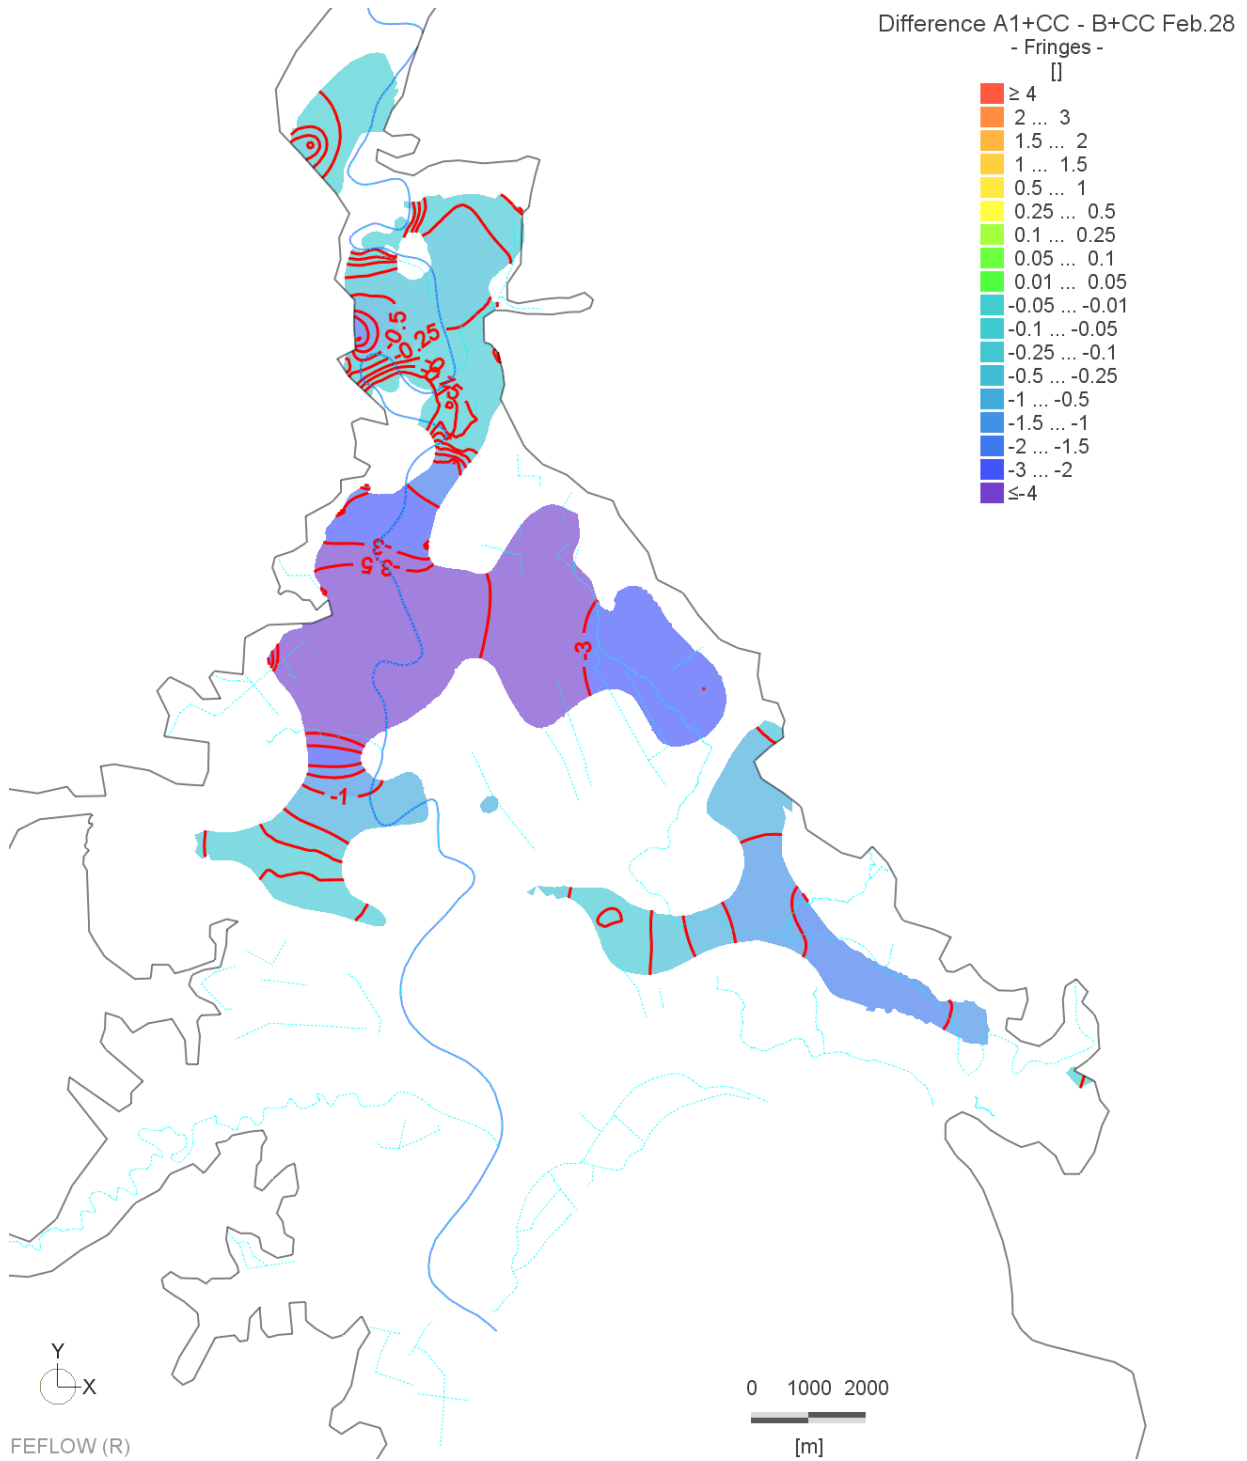 Difference A1+CC - B+CC Feb.28
- Fringes -
[]
≥ 4
2 ... 3
1.5 ... 2
1 ... 1.5
0.5 ... 1
0.25 ... 0.5
0.1 ... 0.25
0.05 ... 0.1
0.01 ... 0.05
-0.05 ... -0.01
-0.1 ... -0.05
-0.25 ... -0.1
-0.5 ... -0.25
-1 ... -0.5
-1.5 ... -1
-2 ... -1.5
-3 ... -2
≤-4
-0.5
-0.25
-3
-3.5
-3
-1
Y
X
0 1000 2000
[m]
FEFLOW (R)